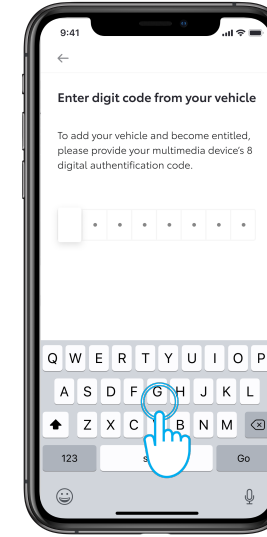 9:41
Enter digit code from your vehicle
To add your vehicle and become entitled,
please provide your multimedia device's 8
digital authentification code.
Q W E R T Y U I O P
A S D F G H J K L
Z X C B N M
123 Go